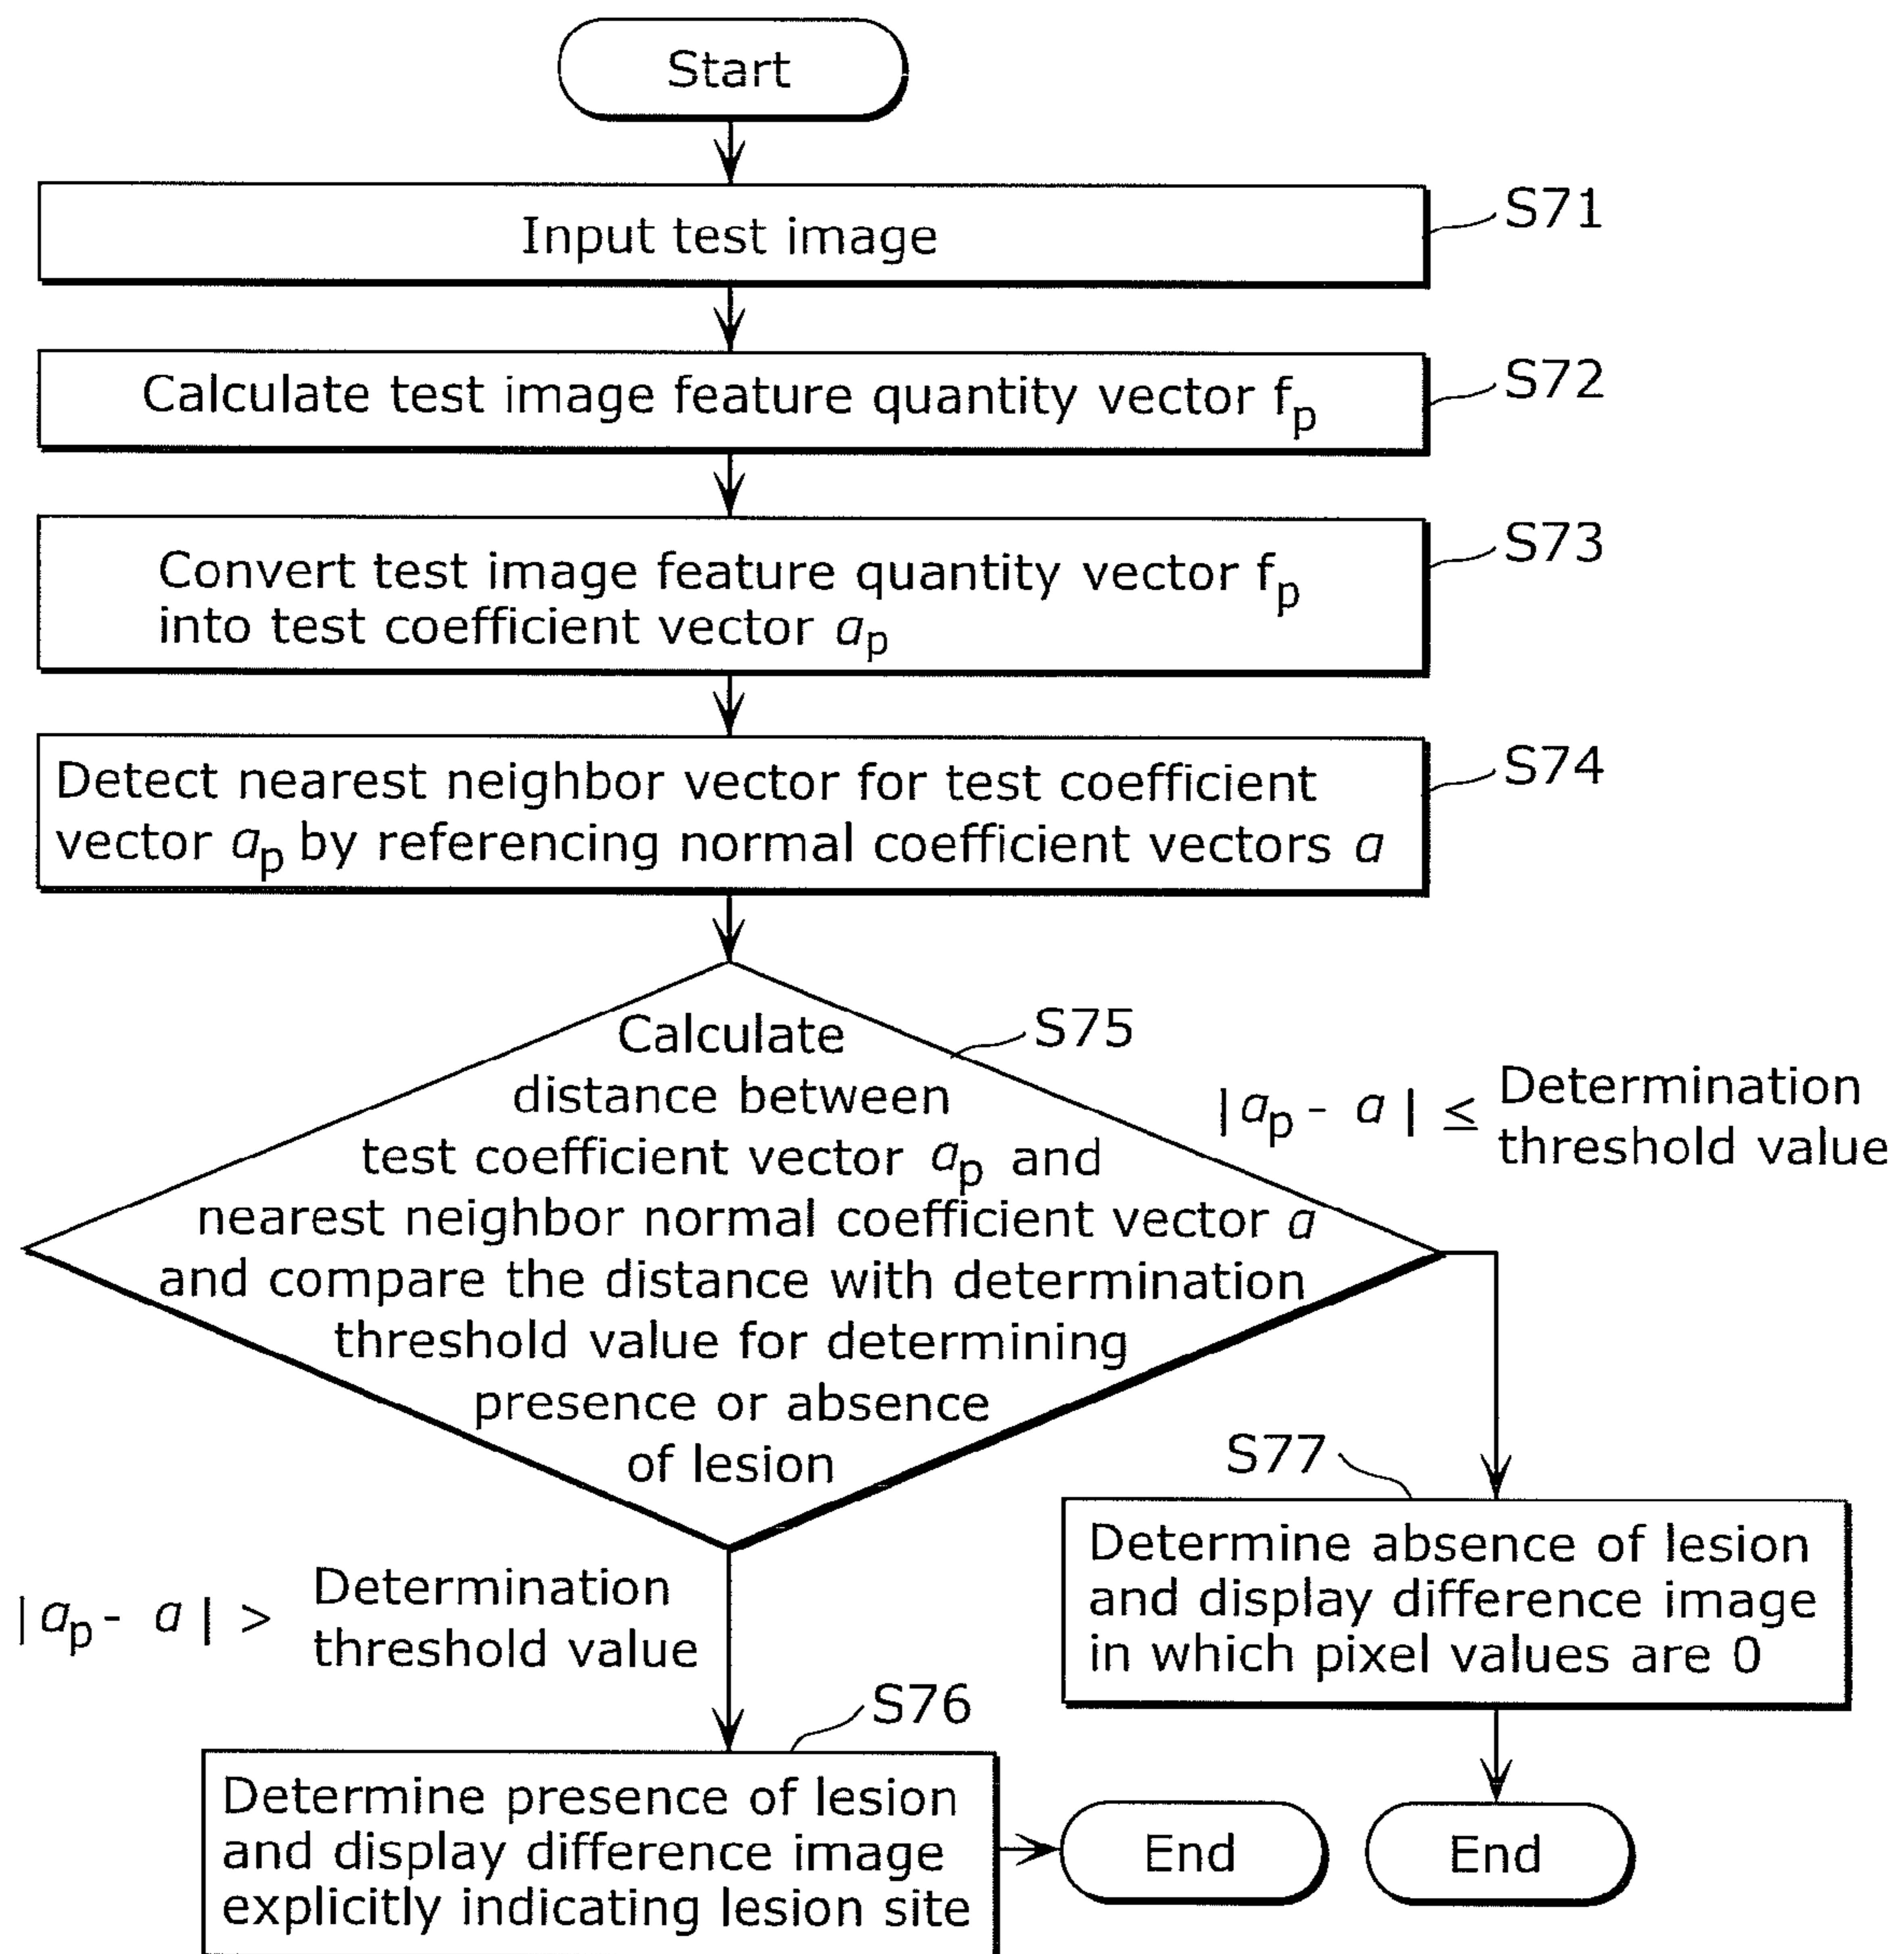 Start
Input test image
S71
Calculate test image feature quantity vector fp
S72
Convert test image feature quantity vector fp
into test coefficient vector ap
S73
Detect nearest neighbor vector for test coefficient
vector ap by referencing normal coefficient vectors a
S74
Calculate
distance between
test coefficient vector ap and
nearest neighbor normal coefficient vector a
and compare the distance with determination
threshold value for determining
presence or absence
of lesion
S75
|ap - a| ≤ Determination
threshold value
|ap - a| > Determination
threshold value
S77
Determine absence of lesion
and display difference image
in which pixel values are 0
S76
Determine presence of lesion
and display difference image
explicitly indicating lesion site
End
End